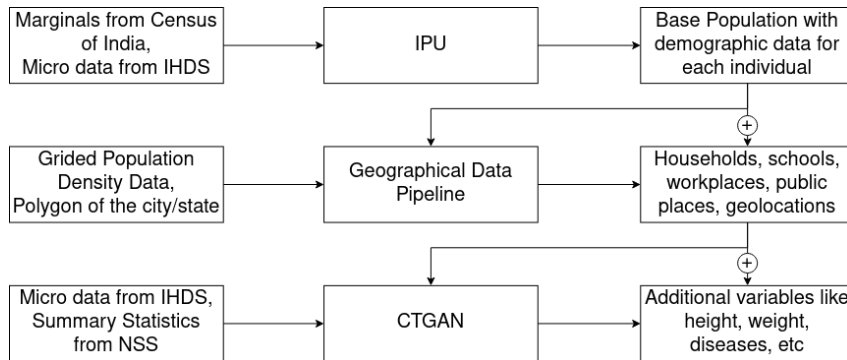 Marginals from Census
of India,
Micro data from IHDS
IPU
Base Population with
demographic data for
each individual
+
Grided Population
Density Data,
Polygon of the city/state
Geographical Data
Pipeline
Households, schools,
workplaces, public
places, geolocations
+
Micro data from IHDS,
Summary Statistics
from NSS
CTGAN
Additional variables like
height, weight,
diseases, etc